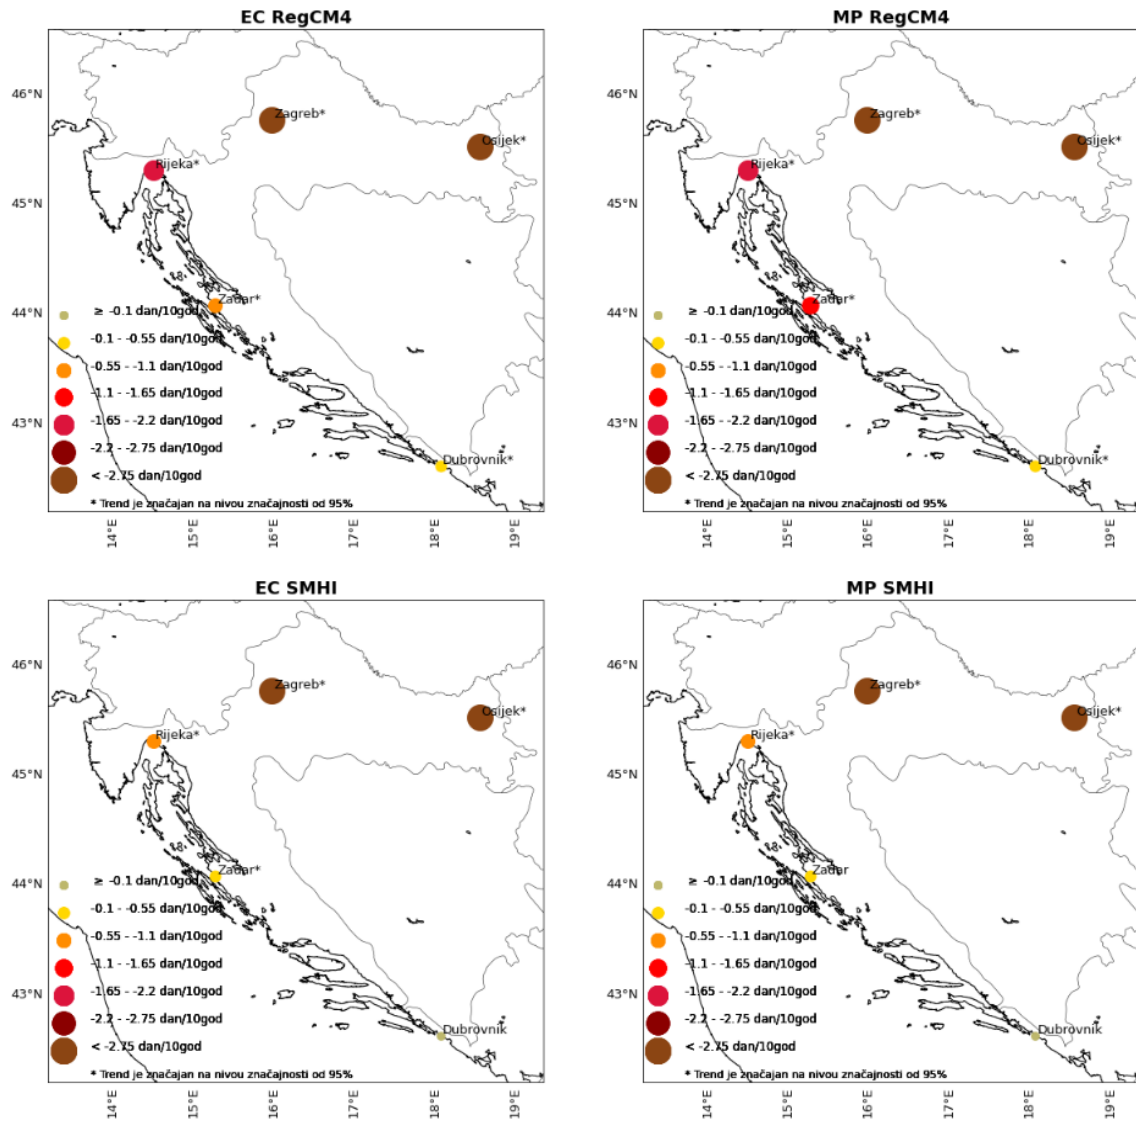 EC RegCM4
46°N
45°N
44°N
43°N
Zagreb*
Osijek*
Rijeka*
Zadar*
Dubrovnik*
≥ -0.1 dan/10god
-0.1 - -0.55 dan/10god
-0.55 - -1.1 dan/10god
-1.1 - -1.65 dan/10god
-1.65 - -2.2 dan/10god
-2.2 - -2.75 dan/10god
< -2.75 dan/10god
* Trend je značajan na nivou značajnosti od 95%
14°E
15°E
16°E
17°E
18°E
19°E
MP RegCM4
46°N
45°N
44°N
43°N
Zagreb*
Osijek*
Rijeka*
Zadar*
Dubrovnik*
≥ -0.1 dan/10god
-0.1 - -0.55 dan/10god
-0.55 - -1.1 dan/10god
-1.1 - -1.65 dan/10god
-1.65 - -2.2 dan/10god
-2.2 - -2.75 dan/10god
< -2.75 dan/10god
* Trend je značajan na nivou značajnosti od 95%
14°E
15°E
16°E
17°E
18°E
19°E
EC SMHI
46°N
45°N
44°N
43°N
Zagreb*
Osijek*
Rijeka*
Zadar*
Dubrovnik
≥ -0.1 dan/10god
-0.1 - -0.55 dan/10god
-0.55 - -1.1 dan/10god
-1.1 - -1.65 dan/10god
-1.65 - -2.2 dan/10god
-2.2 - -2.75 dan/10god
< -2.75 dan/10god
* Trend je značajan na nivou značajnosti od 95%
14°E
15°E
16°E
17°E
18°E
19°E
MP SMHI
46°N
45°N
44°N
43°N
Zagreb*
Osijek*
Rijeka*
Zadar
Dubrovnik
≥ -0.1 dan/10god
-0.1 - -0.55 dan/10god
-0.55 - -1.1 dan/10god
-1.1 - -1.65 dan/10god
-1.65 - -2.2 dan/10god
-2.2 - -2.75 dan/10god
< -2.75 dan/10god
* Trend je značajan na nivou značajnosti od 95%
14°E
15°E
16°E
17°E
18°E
19°E